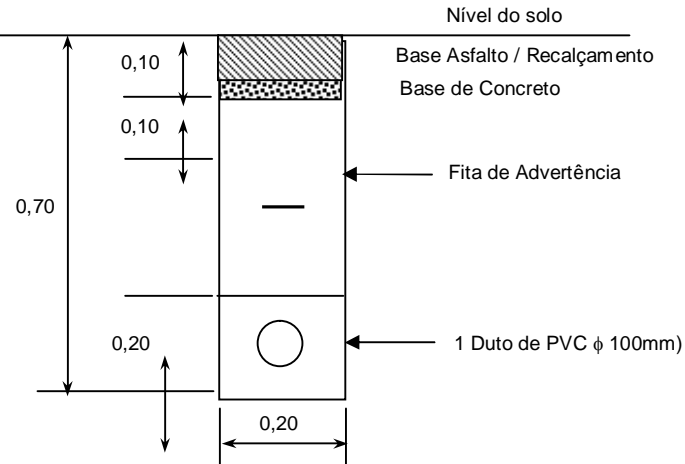 Nível do solo
Base Asfalto / Recalçamento
0,10
Base de Concreto
0,10
Fita de Advertência
0,70
0,20
1 Duto de PVC ϕ 100mm)
0,20